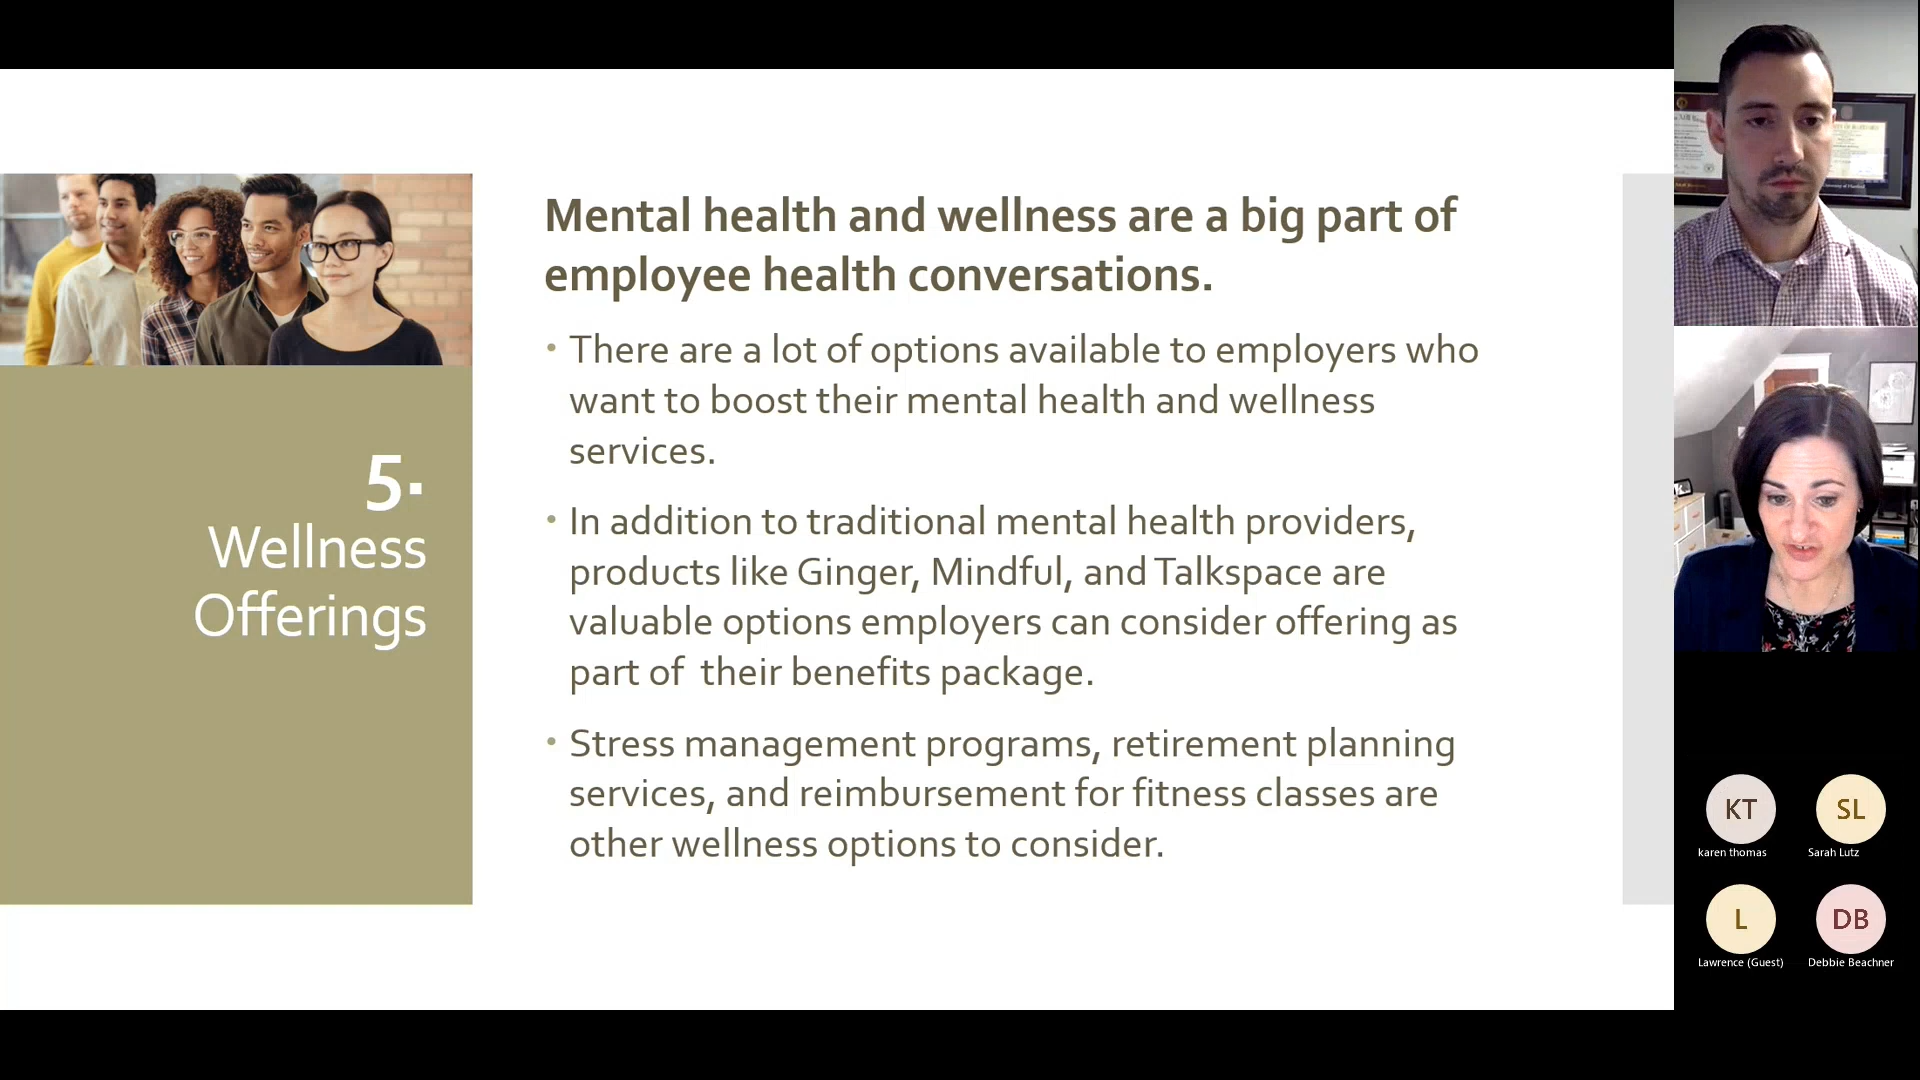 5.
Wellness
Offerings
Mental health and wellness are a big part of
employee health conversations.
• There are a lot of options available to employers who
want to boost their mental health and wellness
services.
• In addition to traditional mental health providers,
products like Ginger, Mindful, and Talkspace are
valuable options employers can consider offering as
part of  their benefits package.
• Stress management programs, retirement planning
services, and reimbursement for fitness classes are
other wellness options to consider.
KT
karen thomas
SL
Sarah Lutz
L
Lawrence (Guest)
DB
Debbie Beachner